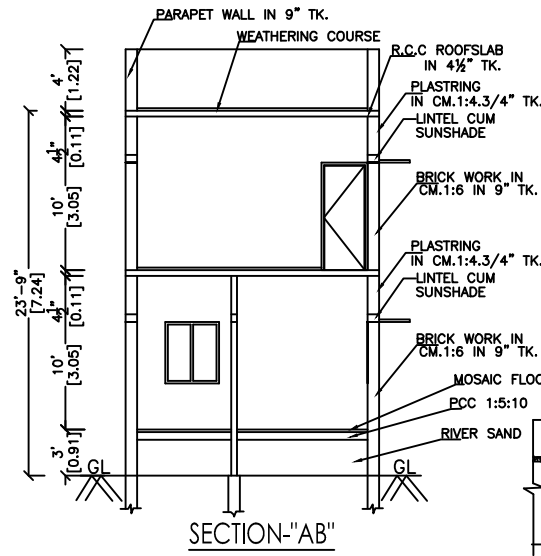 PARAPET WALL IN 9" TK.
WEATHERING COURSE
R.C.C ROOFSLAB
IN 4½" TK.
PLASTRING
IN CM.1:4.3/4" TK.
LINTEL CUM
SUNSHADE
BRICK WORK IN
CM.1:6 IN 9" TK.
PLASTRING
IN CM.1:4.3/4" TK.
LINTEL CUM
SUNSHADE
BRICK WORK IN
CM.1:6 IN 9" TK.
MOSAIC FLOO
PCC 1:5:10
RIVER SAND
4'
[1.22]
4½"
[0.11]
10'
[3.05]
4½"
[0.11]
10'
[3.05]
3'
[0.91]
23'-9"
[7.24]
GL
GL
SECTION-"AB"